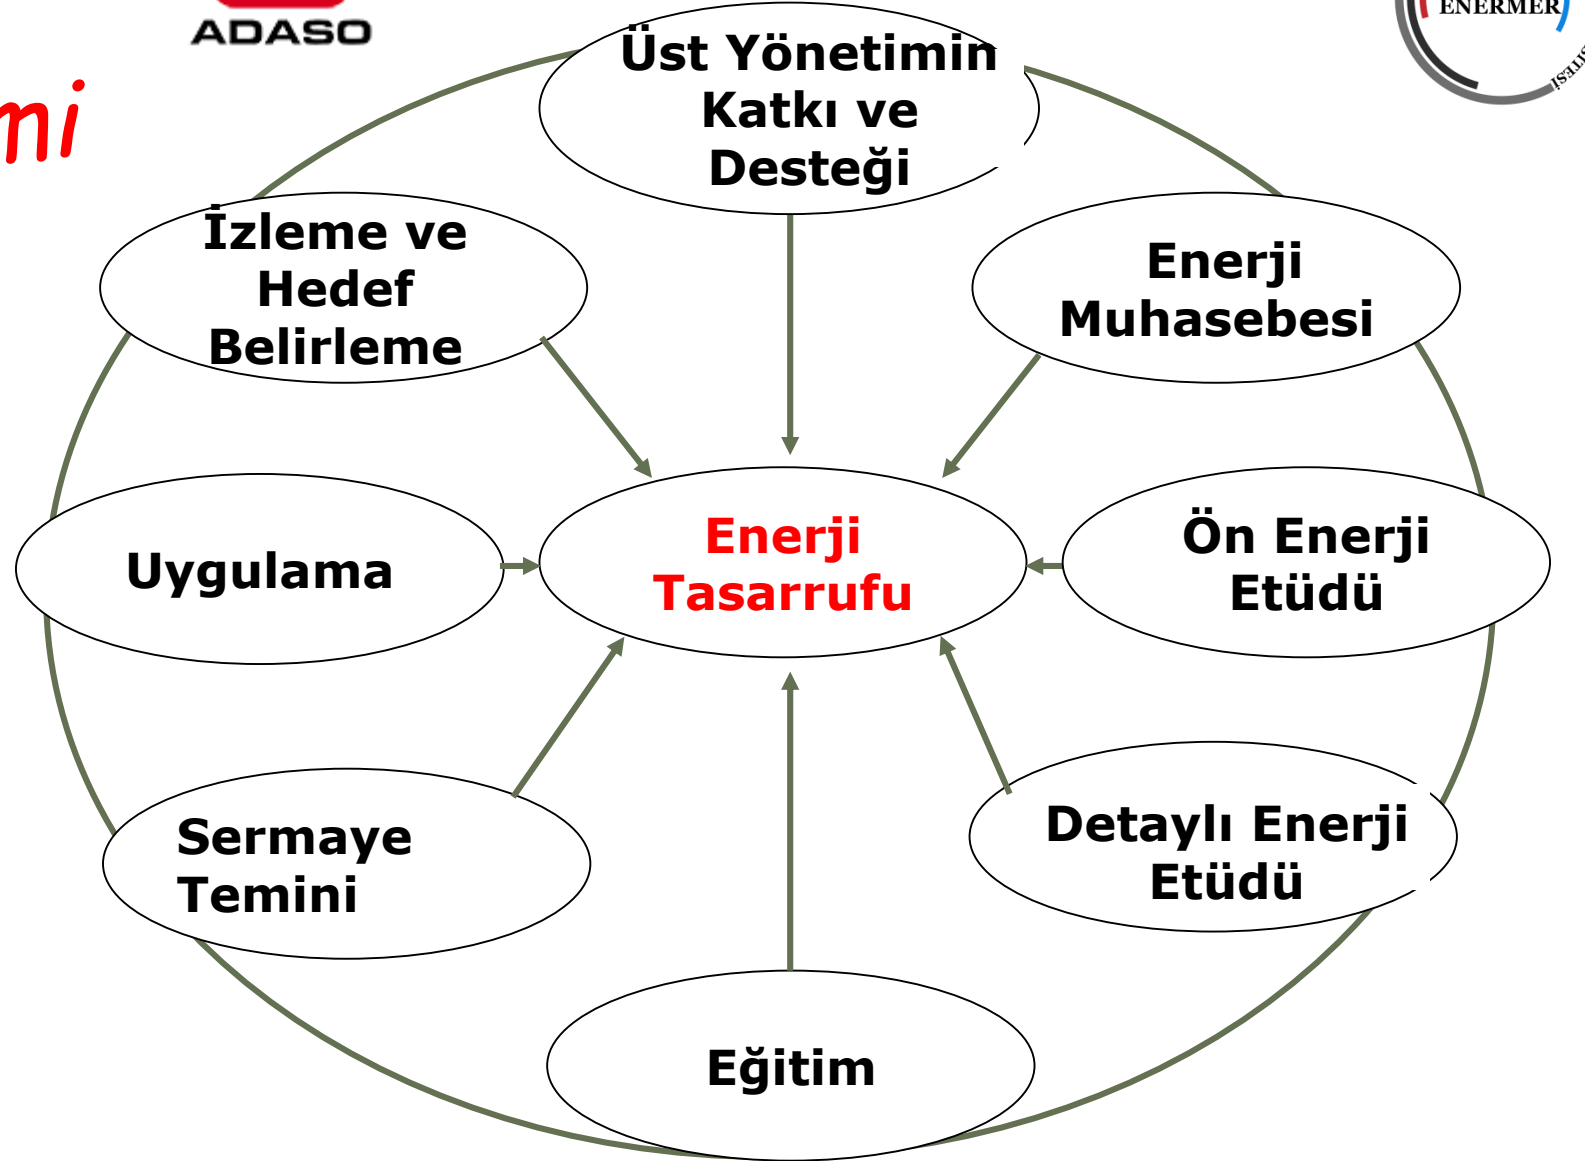 ADASO
ENERMER
mi
Üst Yönetimin
Katkı ve
Desteği
İzleme ve
Hedef
Belirleme
Enerji
Muhasebesi
Uygulama
Enerji
Tasarrufu
Ön Enerji
Etüdü
Sermaye
Temini
Detaylı Enerji
Etüdü
Eğitim